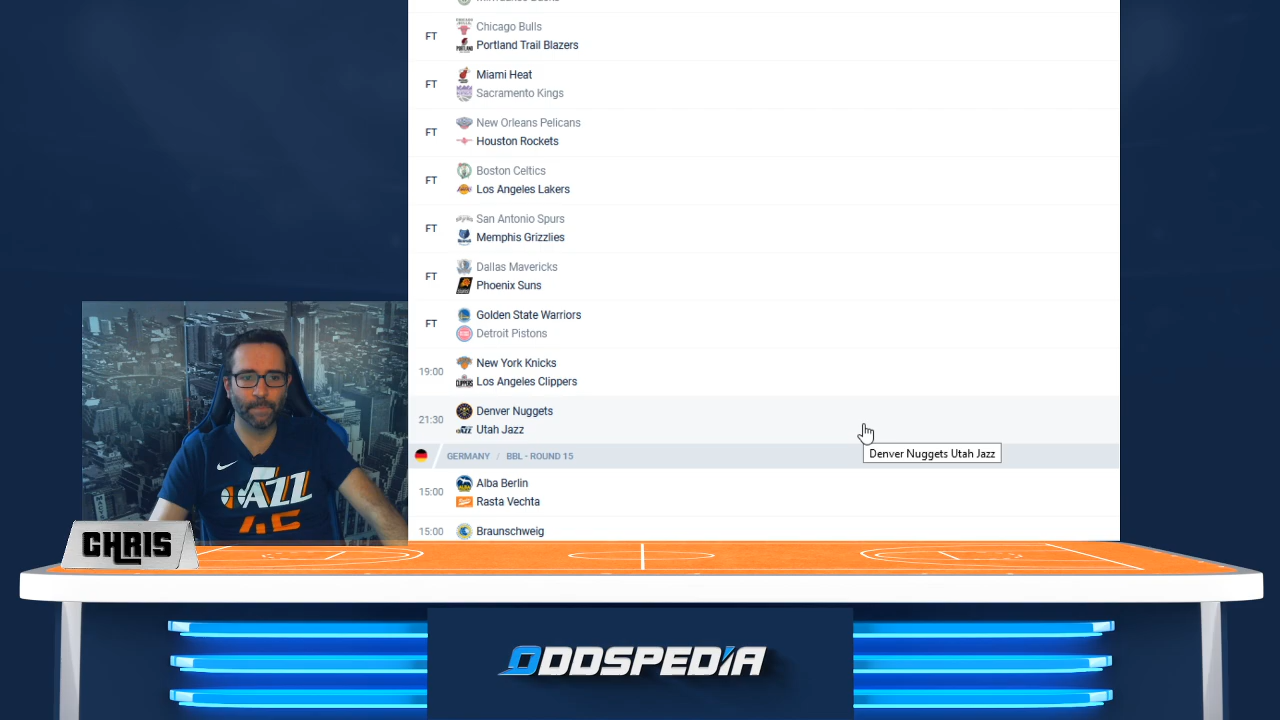 Milwaukee Bucks
FT
Chicago Bulls
Portland Trail Blazers
FT
Miami Heat
Sacramento Kings
FT
New Orleans Pelicans
Houston Rockets
FT
Boston Celtics
Los Angeles Lakers
FT
San Antonio Spurs
Memphis Grizzlies
FT
Dallas Mavericks
Phoenix Suns
FT
Golden State Warriors
Detroit Pistons
19:00
New York Knicks
Los Angeles Clippers
21:30
Denver Nuggets
Utah Jazz
Denver Nuggets Utah Jazz
GERMANY / BBL - ROUND 15
15:00
Alba Berlin
Rasta Vechta
15:00
Braunschweig
JAZZ
CHRIS
ODDSPEDIA